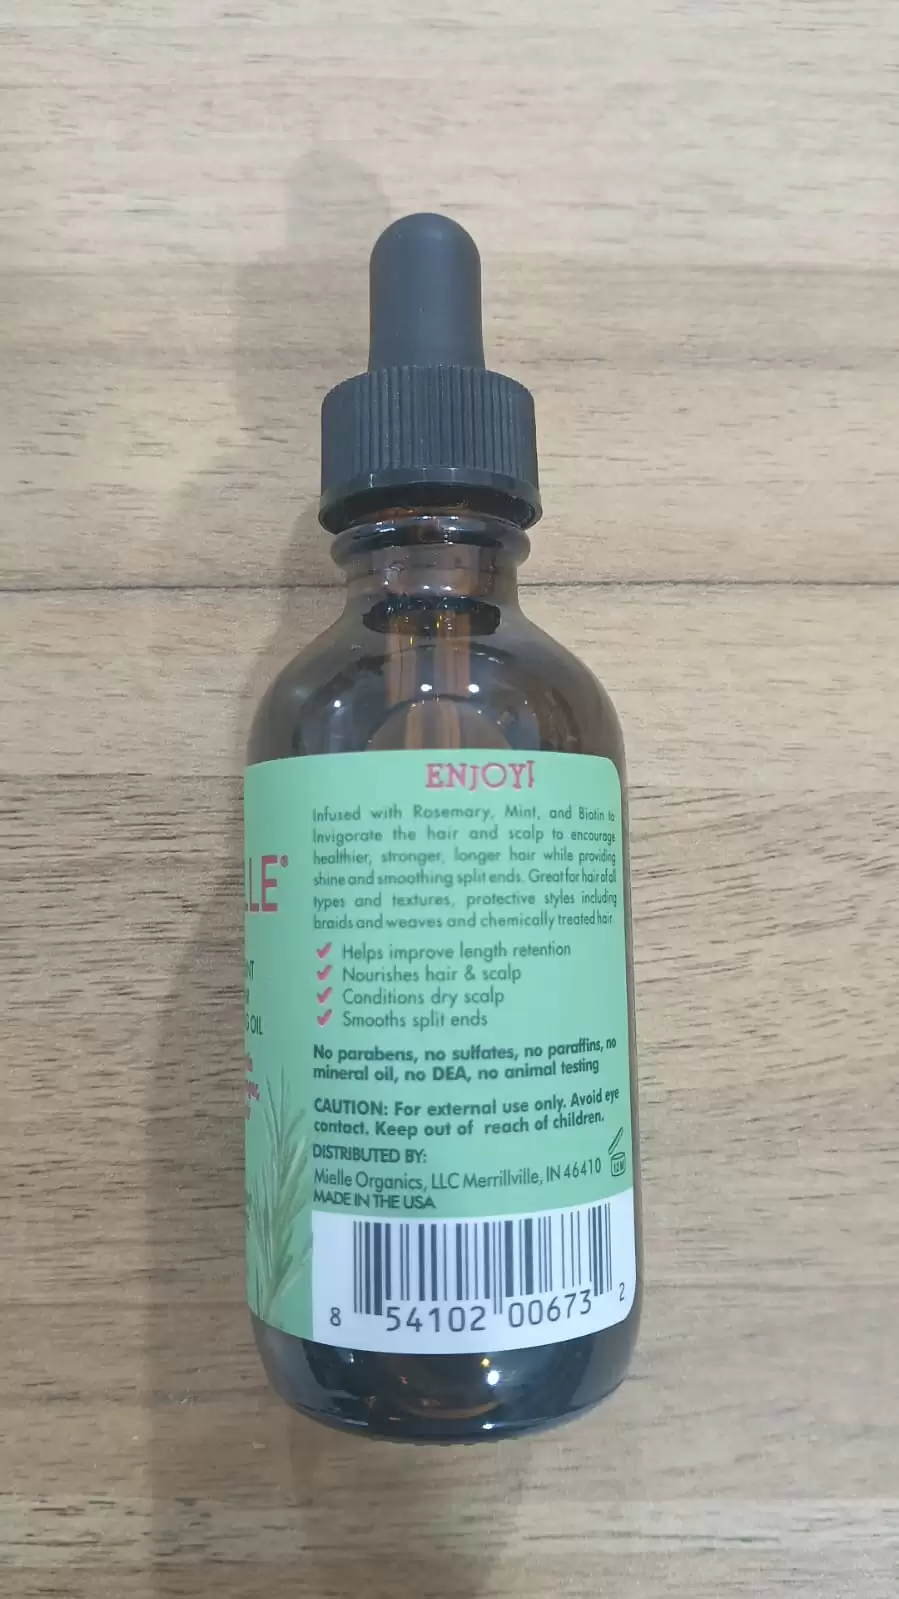 ENJOY!
Infused with Rosemary, Mint, and Biotin to
Invigorate the hair and scalp to encourage
healthier, stronger, longer hair while providing
shine and smoothing split ends. Great for hair of all
types and textures, protective styles including
braids and weaves and chemically treated hair
✔ Helps improve length retention
✔ Nourishes hair & scalp
✔ Conditions dry scalp
✔ Smooths split ends
No parabens, no sulfates, no paraffins, no
mineral oil, no DEA, no animal testing
CAUTION: For external use only. Avoid eye
contact. Keep out of reach of children.
DISTRIBUTED BY:
Mielle Organics, LLC Merrillville, IN 46410
12M
MADE IN THE USA
8 54102 00673 2
LLE®
OIL